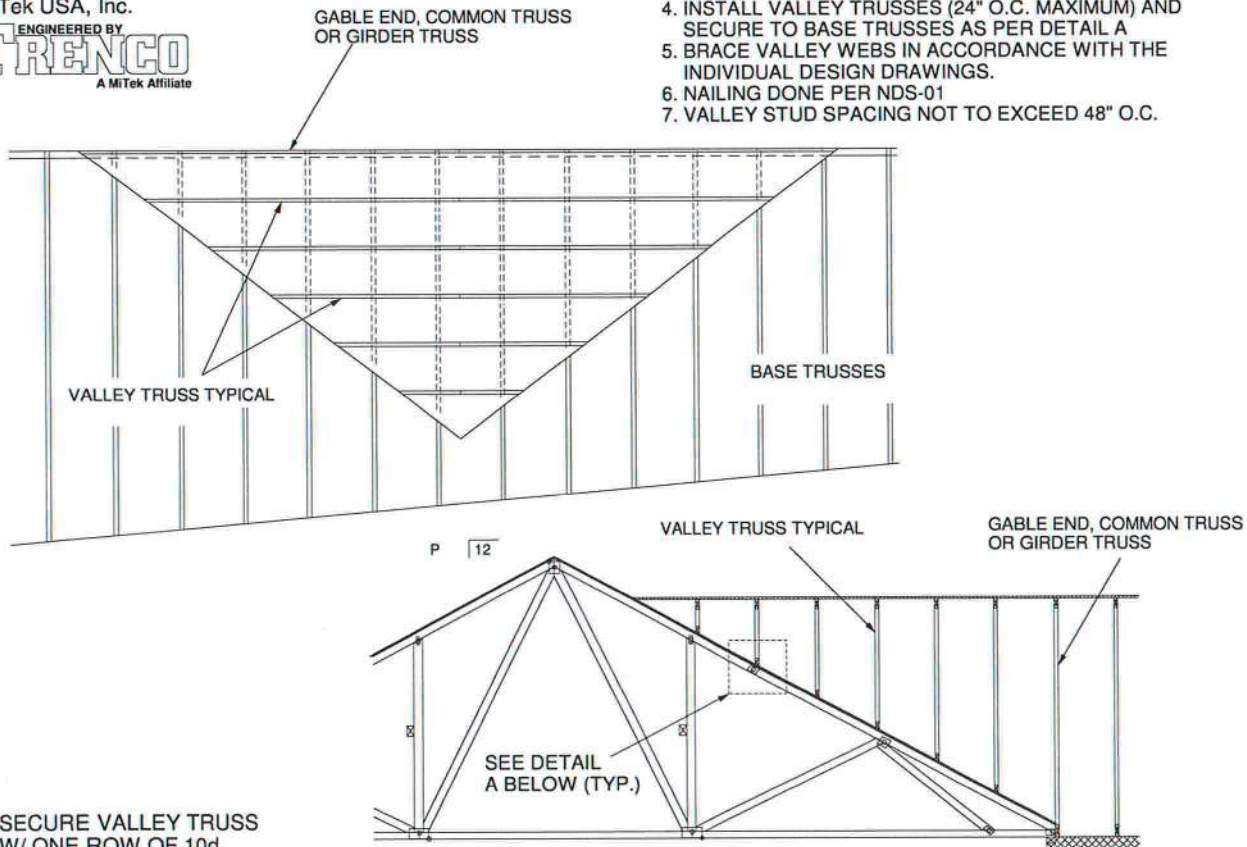 Tek USA, Inc.
ENGINEERED BY
TRENCO
A MiTek Affiliate
GABLE END, COMMON TRUSS
OR GIRDER TRUSS
4. INSTALL VALLEY TRUSSES (24" O.C. MAXIMUM) AND
SECURE TO BASE TRUSSES AS PER DETAIL A
5. BRACE VALLEY WEBS IN ACCORDANCE WITH THE
INDIVIDUAL DESIGN DRAWINGS.
6. NAILING DONE PER NDS-01
7. VALLEY STUD SPACING NOT TO EXCEED 48" O.C.
VALLEY TRUSS TYPICAL
BASE TRUSSES
P 12
VALLEY TRUSS TYPICAL
GABLE END, COMMON TRUSS
OR GIRDER TRUSS
SEE DETAIL
A BELOW (TYP.)
SECURE VALLEY TRUSS
W/ ONE ROW OF 10d